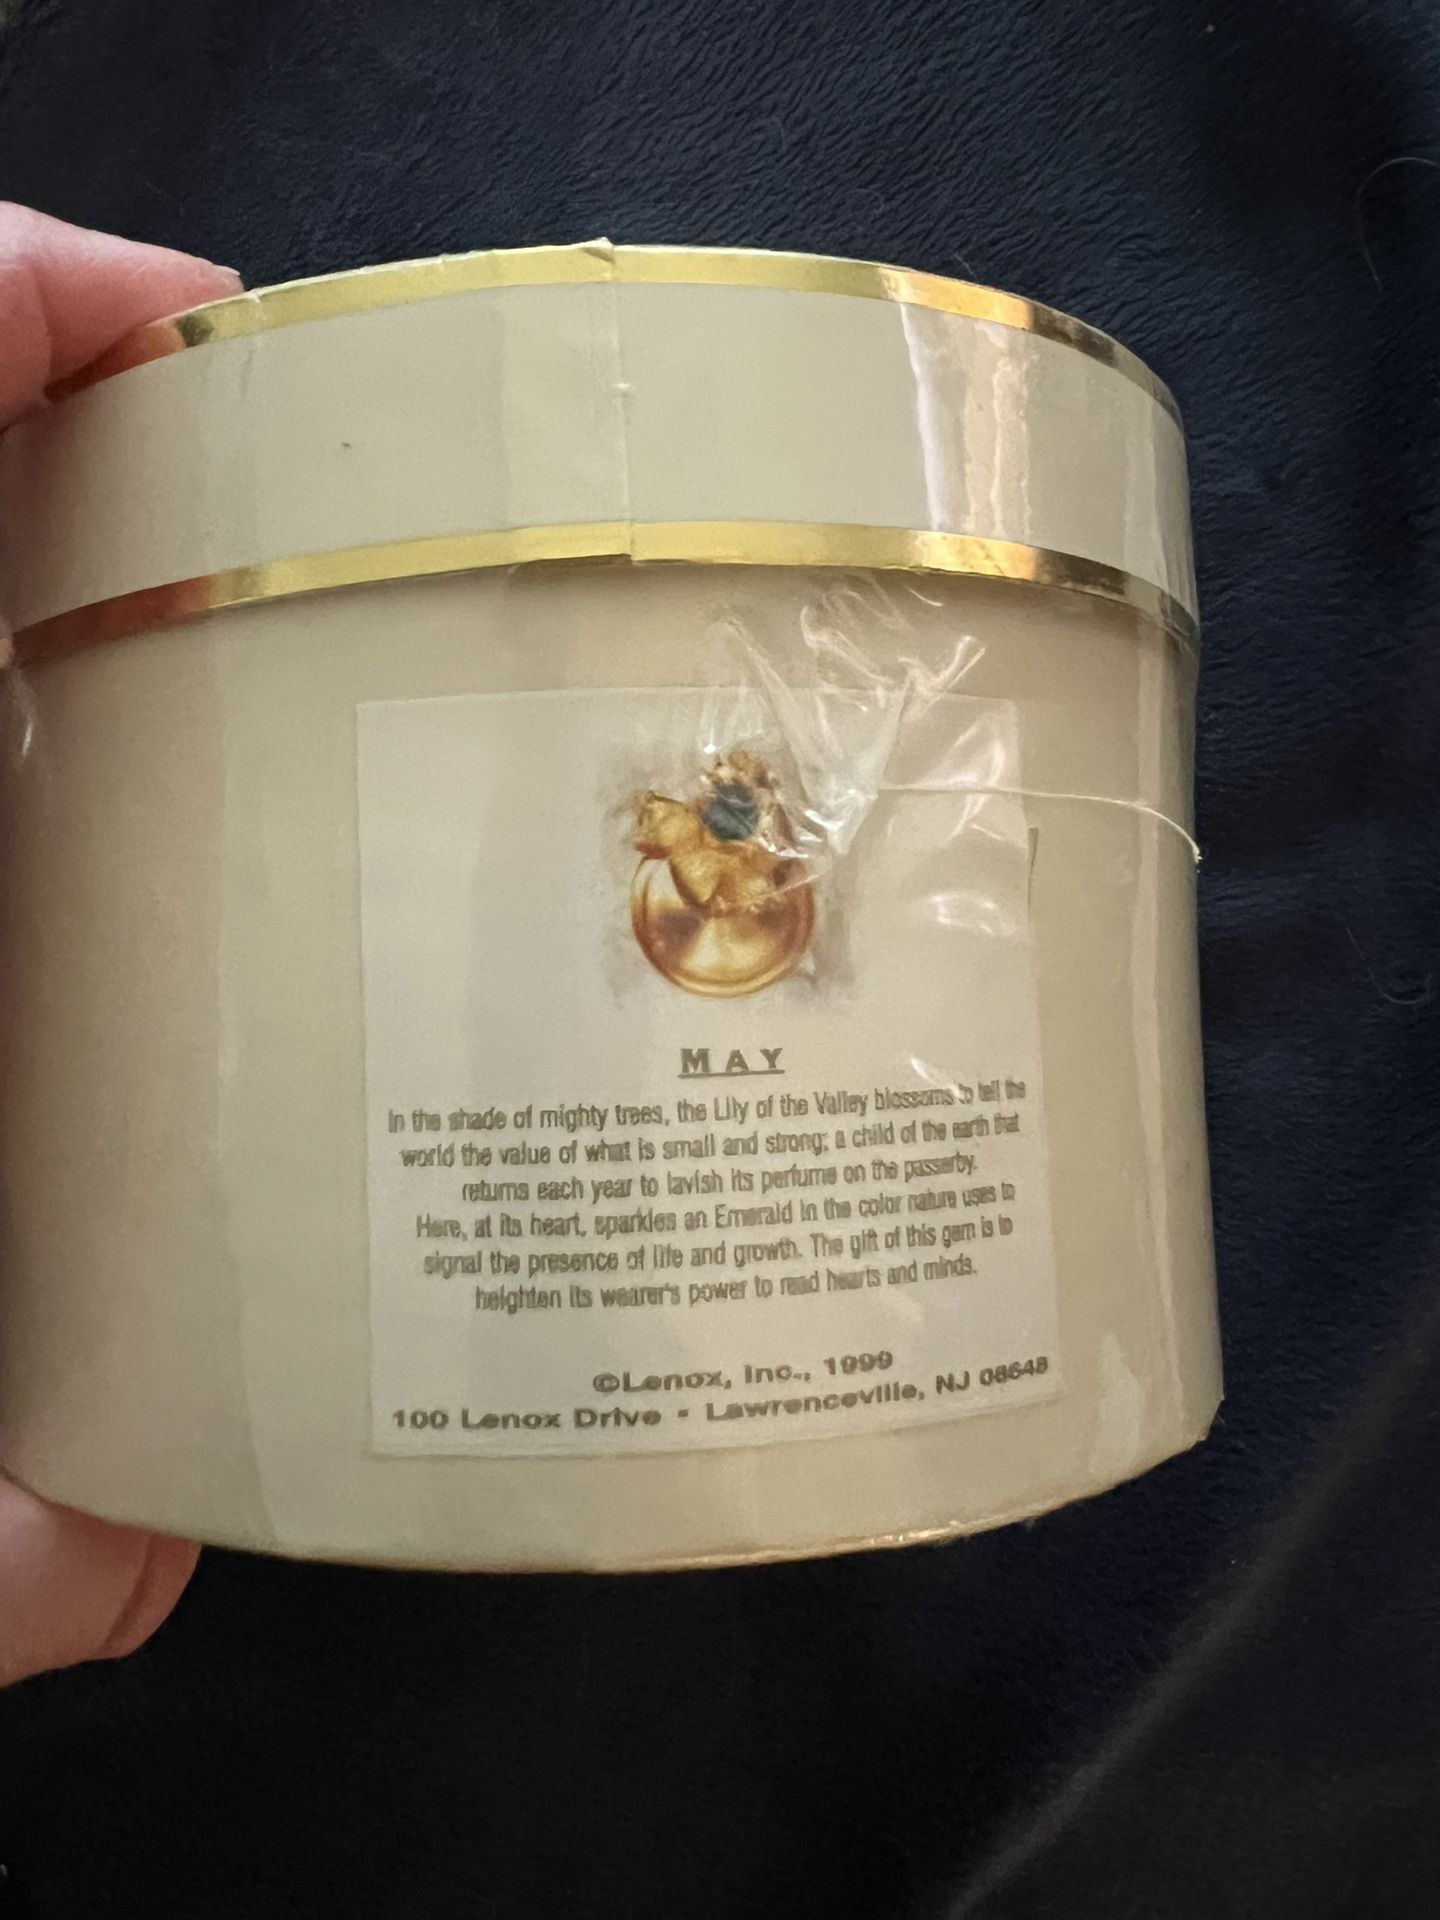 MAY
In the shade of mighty trees, the Lily of the Valley blossoms to tell the
world the value of what is small and strong; a child of the earth that
returns each year to lavish its perfume on the passerby.
Here, at its heart, sparkles an Emerald in the color nature uses to
signal the presence of life and growth. The gift of this gem is to
heighten its wearer's power to read hearts and minds.
©Lenox, Inc., 1999
100 Lenox Drive - Lawrenceville, NJ 08648